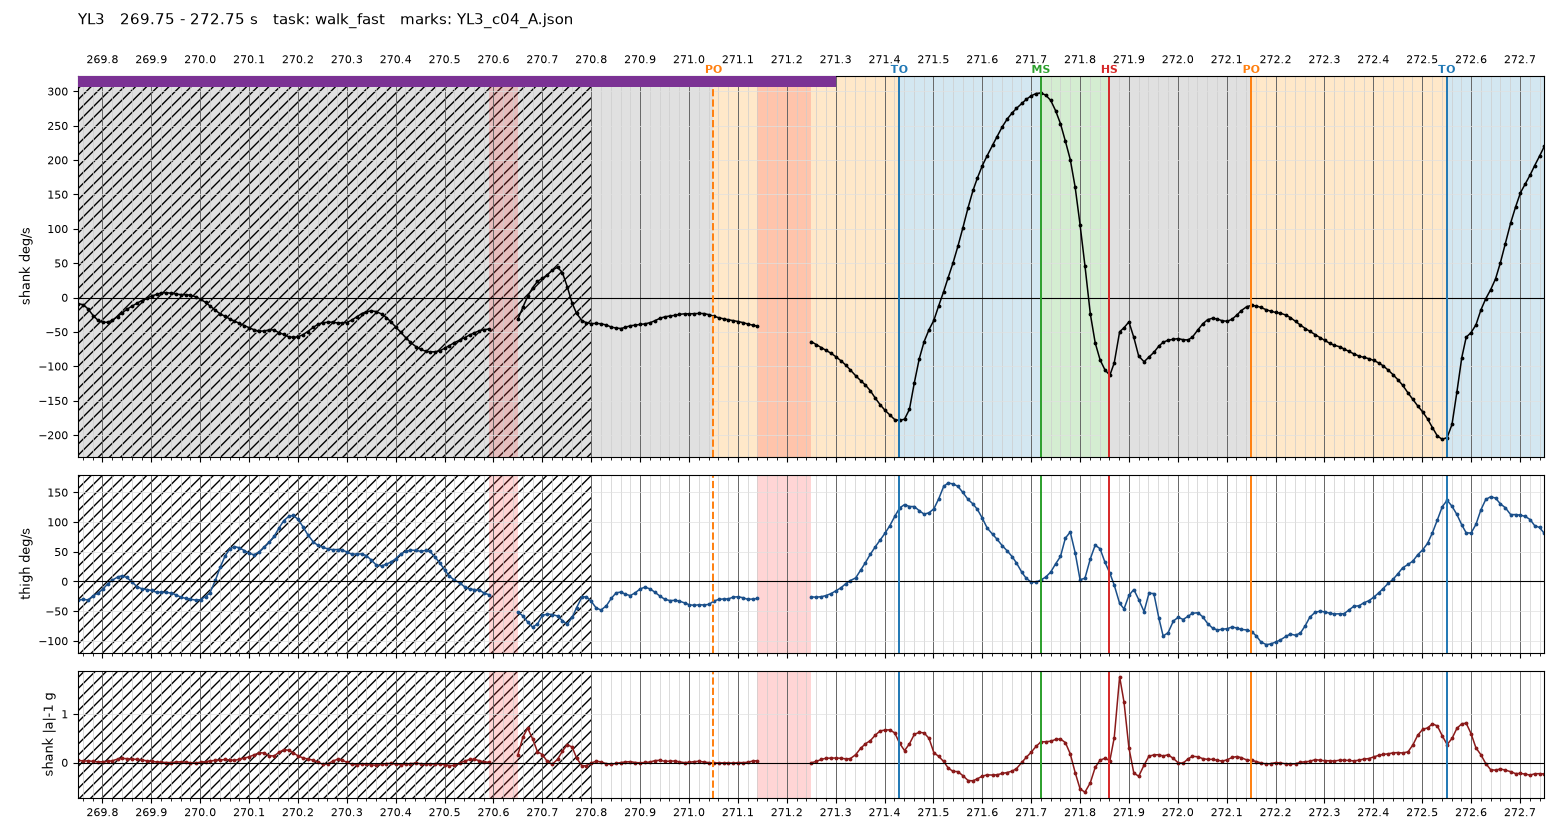 YL3   269.75 - 272.75 s   task: walk_fast   marks: YL3_c04_A.json
269.8 269.9 270.0 270.1 270.2 270.3 270.4 270.5 270.6 270.7 270.8 270.9 271.0 271.1 271.2 271.3 271.4 271.5 271.6 271.7 271.8 271.9 272.0 272.1 272.2 272.3 272.4 272.5 272.6 272.7
PO TO MS HS PO TO
300
250
200
150
100
50
0
−50
−100
−150
−200
shank deg/s
150
100
50
0
−50
−100
thigh deg/s
1
0
shank |a|-1 g
269.8 269.9 270.0 270.1 270.2 270.3 270.4 270.5 270.6 270.7 270.8 270.9 271.0 271.1 271.2 271.3 271.4 271.5 271.6 271.7 271.8 271.9 272.0 272.1 272.2 272.3 272.4 272.5 272.6 272.7